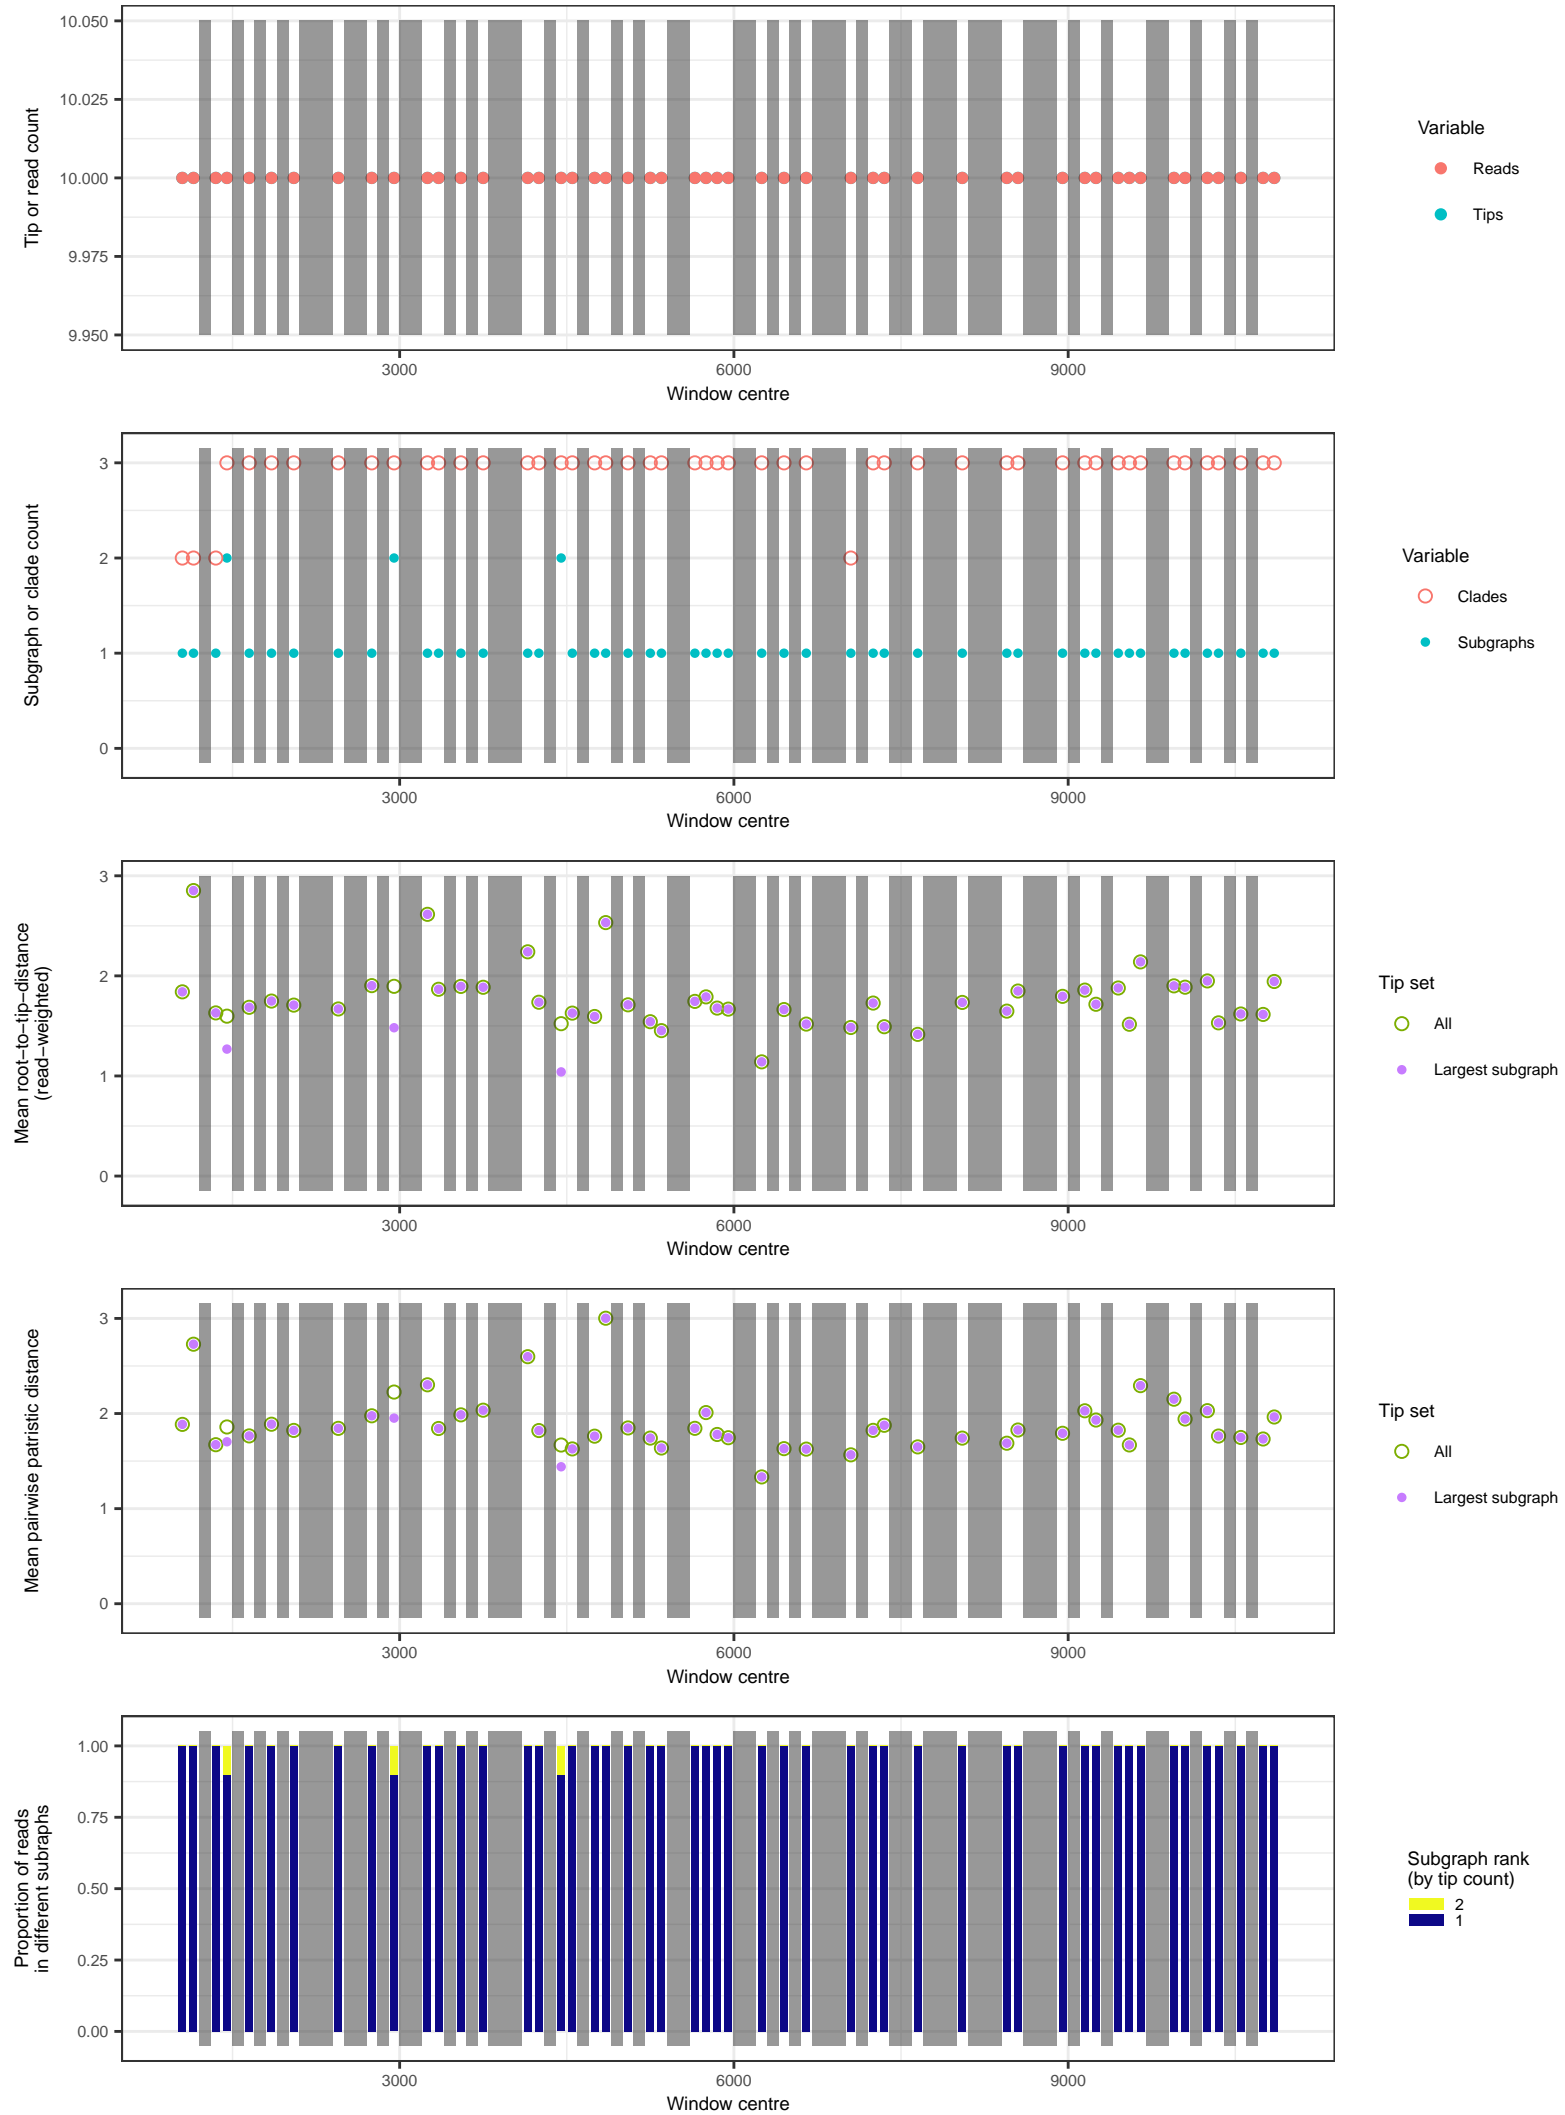 10.050
10.025
10.000
9.975
9.950
Tip or read count
3000
6000
9000
Window centre
Variable
Reads
Tips
3
2
1
0
Subgraph or clade count
3000
6000
9000
Window centre
Variable
Clades
Subgraphs
3
2
1
0
Mean root-to-tip-distance
(read-weighted)
3000
6000
9000
Window centre
Tip set
All
Largest subgraph
3
2
1
0
Mean pairwise patristic distance
3000
6000
9000
Window centre
Tip set
All
Largest subgraph
1.00
0.75
0.50
0.25
0.00
Proportion of reads
in different subraphs
3000
6000
9000
Window centre
Subgraph rank
(by tip count)
2
1